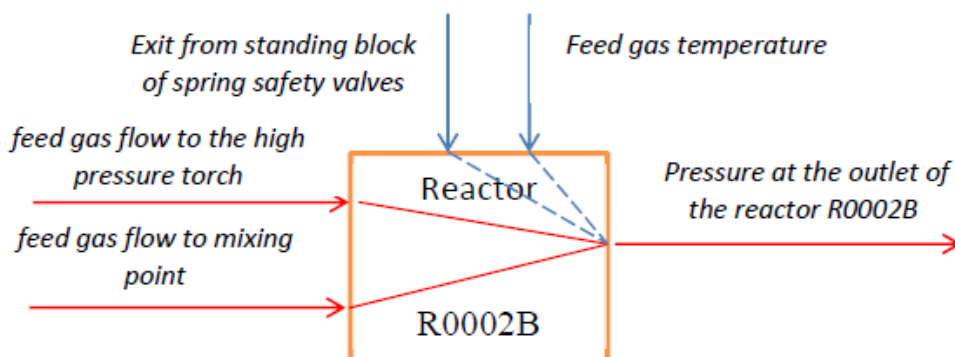 Exit from standing block
of spring safety valves
Feed gas temperature
feed gas flow to the high
pressure torch
feed gas flow to mixing
point
Reactor
R0002B
Pressure at the outlet of
the reactor R0002B